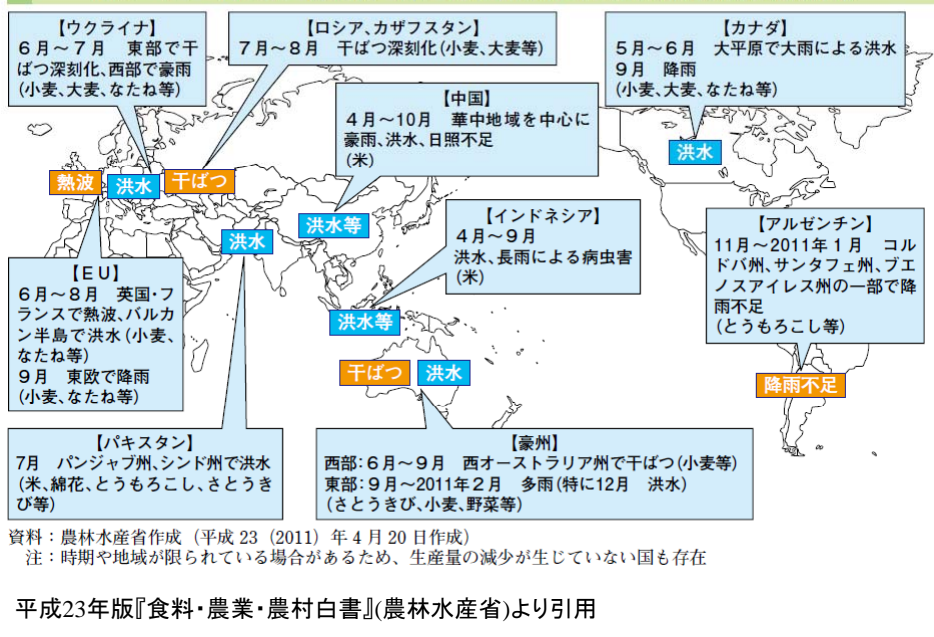 【ウクライナ】
6月～7月　東部で干
ばつ深刻化、西部で豪雨
(小麦、大麦、なたね等)
【ロシア、カザフスタン】
7月～8月　干ばつ深刻化(小麦、大麦等)
【カナダ】
5月～6月　大平原で大雨による洪水
9月　降雨
(小麦、大麦、なたね等)
【中国】
4月～10月　華中地域を中心に
豪雨、洪水、日照不足
(米)
熱波
洪水
干ばつ
洪水
洪水等
洪水
【インドネシア】
4月～9月
洪水、長雨による病虫害
(米)
【アルゼンチン】
11月～2011年1月　コル
ドバ州、サンタフェ州、ブエ
ノスアイレス州の一部で降
雨不足
(とうもろこし等)
【EU】
6月～8月　英国・フ
ランスで熱波、バルカ
ン半島で洪水(小麦、
なたね等)
9月　東欧で降雨
(小麦、なたね等)
洪水等
干ばつ
洪水
降雨不足
【パキスタン】
7月　パンジャブ州、シンド州で洪水
(米、綿花、とうもろこし、さとうき
び等)
【豪州】
西部：6月～9月　西オーストラリア州で干ばつ(小麦等)
東部：9月～2011年2月　多雨(特に12月　洪水)
(さとうきび、小麦、野菜等)
資料：農林水産省作成（平成23（2011）年4月20日作成）
注：時期や地域が限られている場合があるため、生産量の減少が生じていない国も存在
平成23年版『食料・農業・農村白書』(農林水産省)より引用